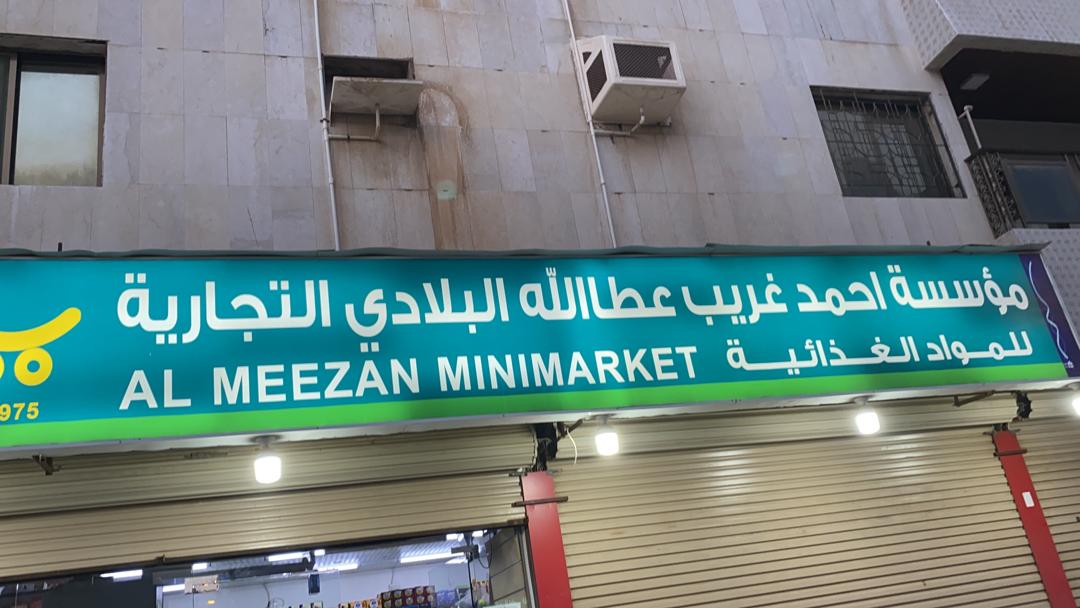 مؤسسة احمد غريب عطاالله البلادي التجارية
للمواد الغذائية
AL MEEZAN MINIMARKET
975